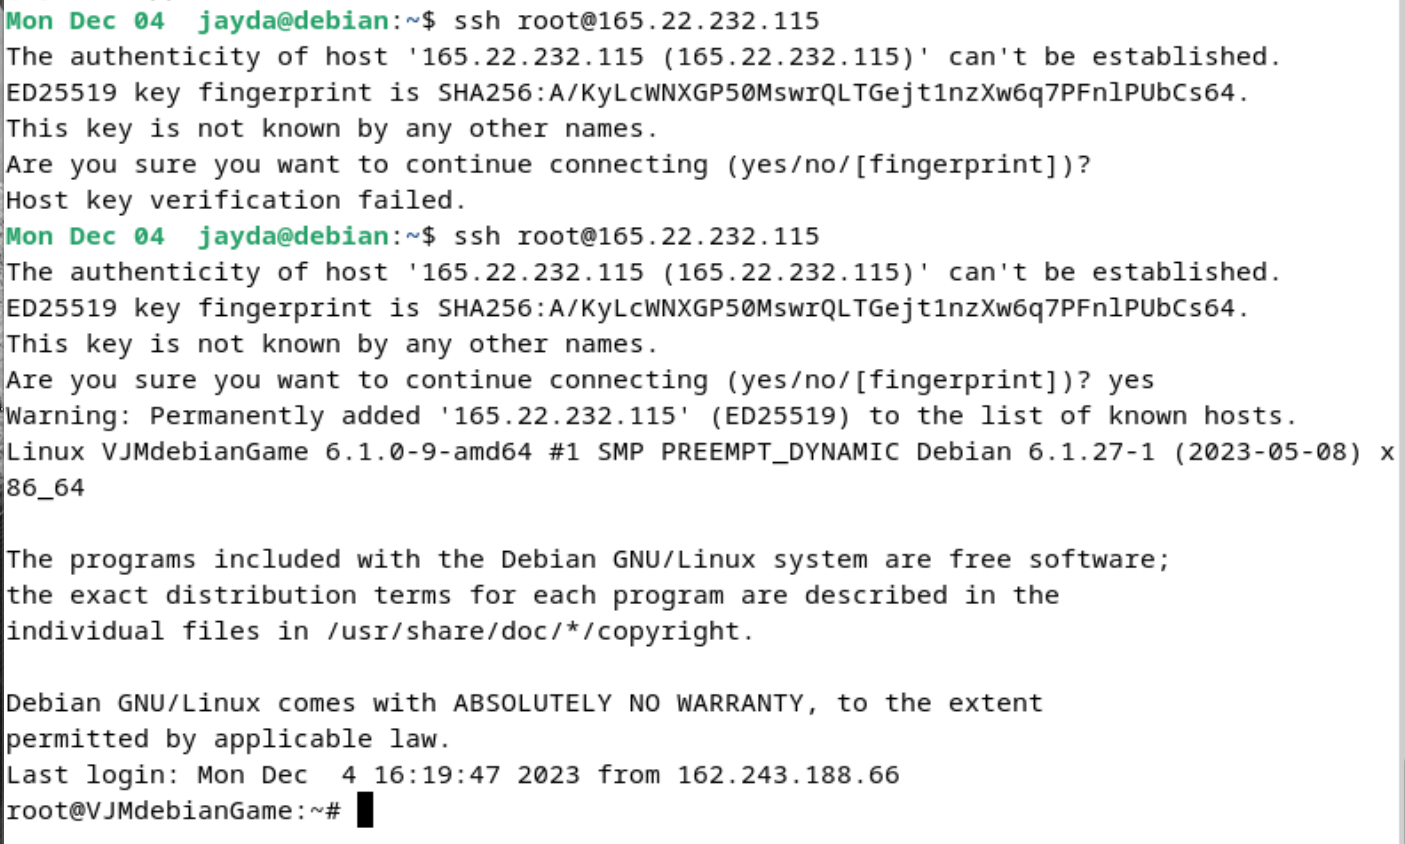 Mon Dec 04  jayda@debian:~$ ssh root@165.22.232.115
The authenticity of host '165.22.232.115 (165.22.232.115)' can't be established.
ED25519 key fingerprint is SHA256:A/KyLcWNXGP50MswrQLTGejt1nzXw6q7PFnlPUbCs64.
This key is not known by any other names.
Are you sure you want to continue connecting (yes/no/[fingerprint])?
Host key verification failed.
Mon Dec 04  jayda@debian:~$ ssh root@165.22.232.115
The authenticity of host '165.22.232.115 (165.22.232.115)' can't be established.
ED25519 key fingerprint is SHA256:A/KyLcWNXGP50MswrQLTGejt1nzXw6q7PFnlPUbCs64.
This key is not known by any other names.
Are you sure you want to continue connecting (yes/no/[fingerprint])? yes
Warning: Permanently added '165.22.232.115' (ED25519) to the list of known hosts.
Linux VJMdebianGame 6.1.0-9-amd64 #1 SMP PREEMPT_DYNAMIC Debian 6.1.27-1 (2023-05-08) x
86_64

The programs included with the Debian GNU/Linux system are free software;
the exact distribution terms for each program are described in the
individual files in /usr/share/doc/*/copyright.

Debian GNU/Linux comes with ABSOLUTELY NO WARRANTY, to the extent
permitted by applicable law.
Last login: Mon Dec  4 16:19:47 2023 from 162.243.188.66
root@VJMdebianGame:~#